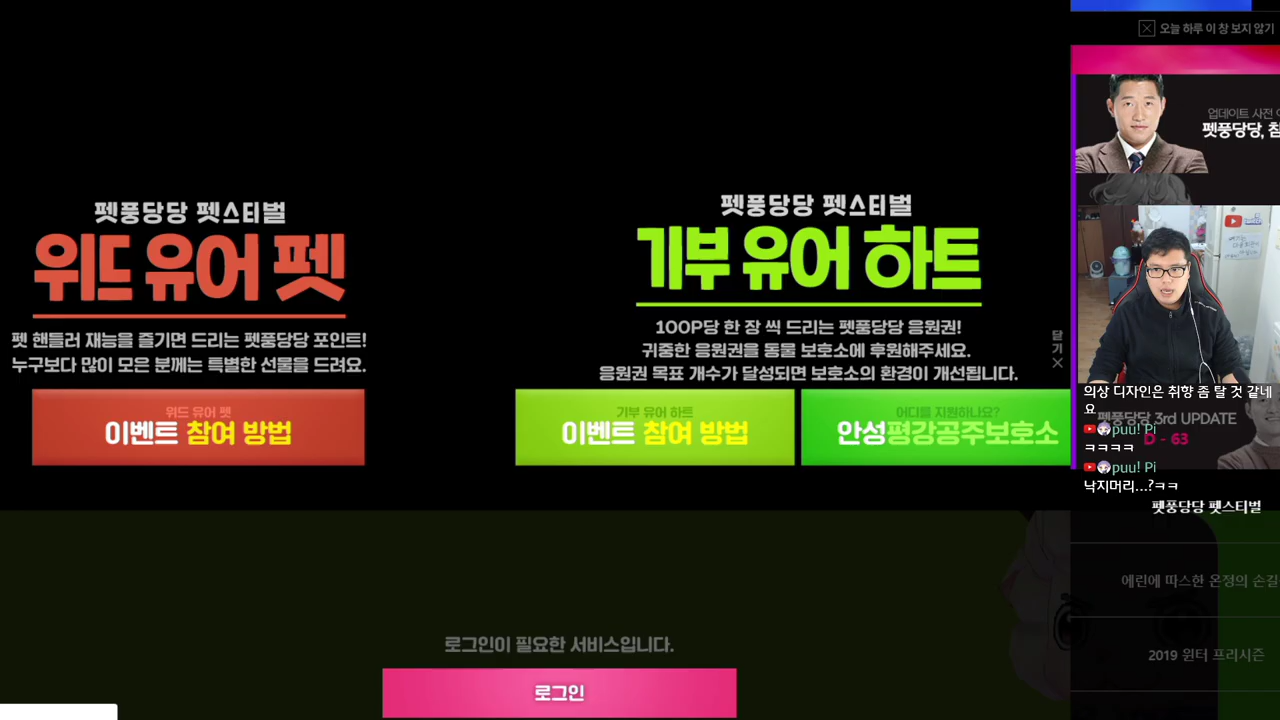 오늘 하루 이 창 보지 않기
업데이트 사전
펫풍당당, 참
펫풍당당 펫스티벌
위드 유어 펫
펫 핸들러 재능을 즐기면 드리는 펫풍당당 포인트!
누구보다 많이 모은 분께는 특별한 선물을 드려요.
위드 유어 펫
이벤트 참여 방법
펫풍당당 펫스티벌
기부 유어 하트
100P당 한 장 씩 드리는 펫풍당당 응원권!
귀중한 응원권을 동물 보호소에 후원해주세요.
응원권 목표 개수가 달성되면 보호소의 환경이 개선됩니다.
기부 유어 하트
이벤트 참여 방법
어디를 지원하나요?
안성평강공주보호소
닫기
의상 디자인은 취향 좀 탈 것 같네
요
펫풍당당 3rd UPDATE
puu! Pi
D - 63
ㅋㅋㅋㅋ
puu! Pi
낙지머리...?ㅋㅋ
펫풍당당 펫스티벌
에린에 따스한 온정의 손길
2019 윈터 프리시즌
로그인이 필요한 서비스입니다.
로그인